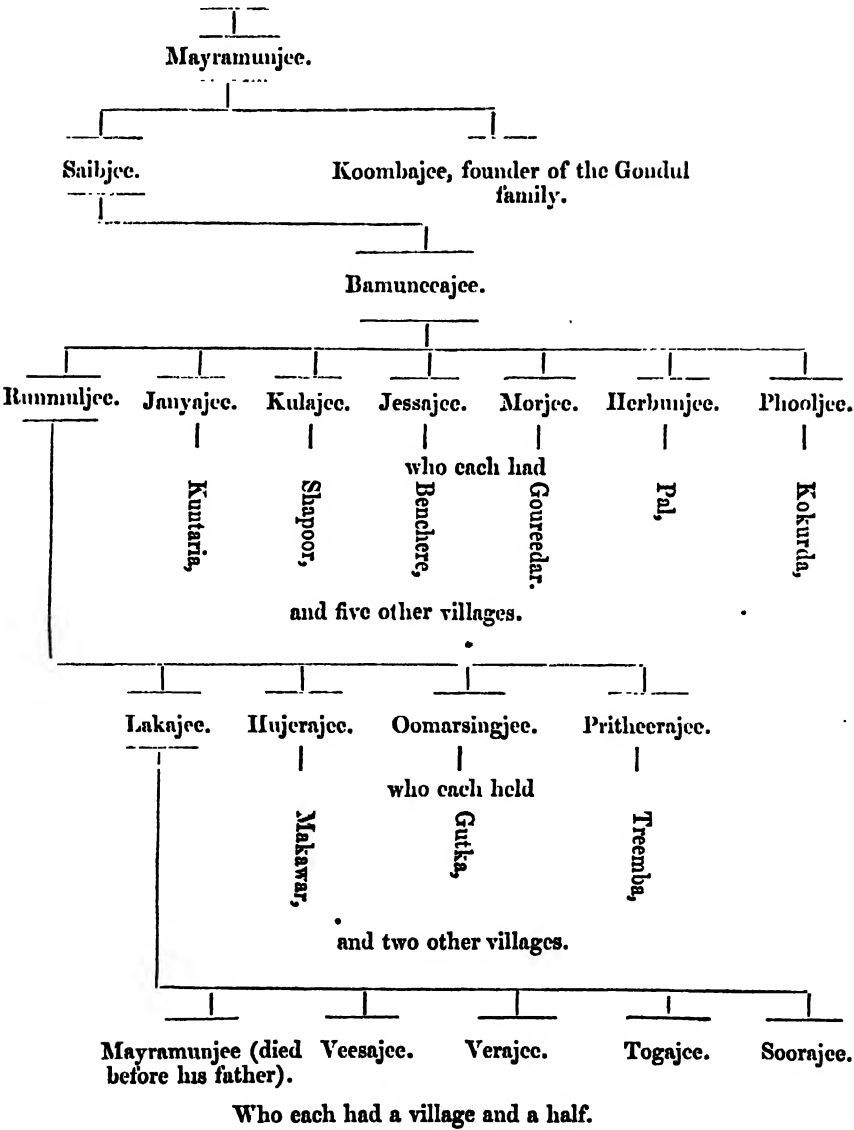 Mayramunjee.
Saibjee. Koombajee, founder of the Gondul
family.
Bamuneeajee.
Runmuljee. Janyajee. Kulajee. Jessajee. Morjee. Herbunjee. Phooljee.
who each had
Kuntaria, Shapoor, Benchere, Goureedar. Pal, Kokurda,
and five other villages.
Lakajee. Hujerajee. Oomarsingjee. Pritheerajee.
who each held
Makawar, Gutka, Treemba,
and two other villages.
Mayramunjee (died Veesajee. Verajee. Togajee. Soorajee.
before his father).
Who each had a village and a half.